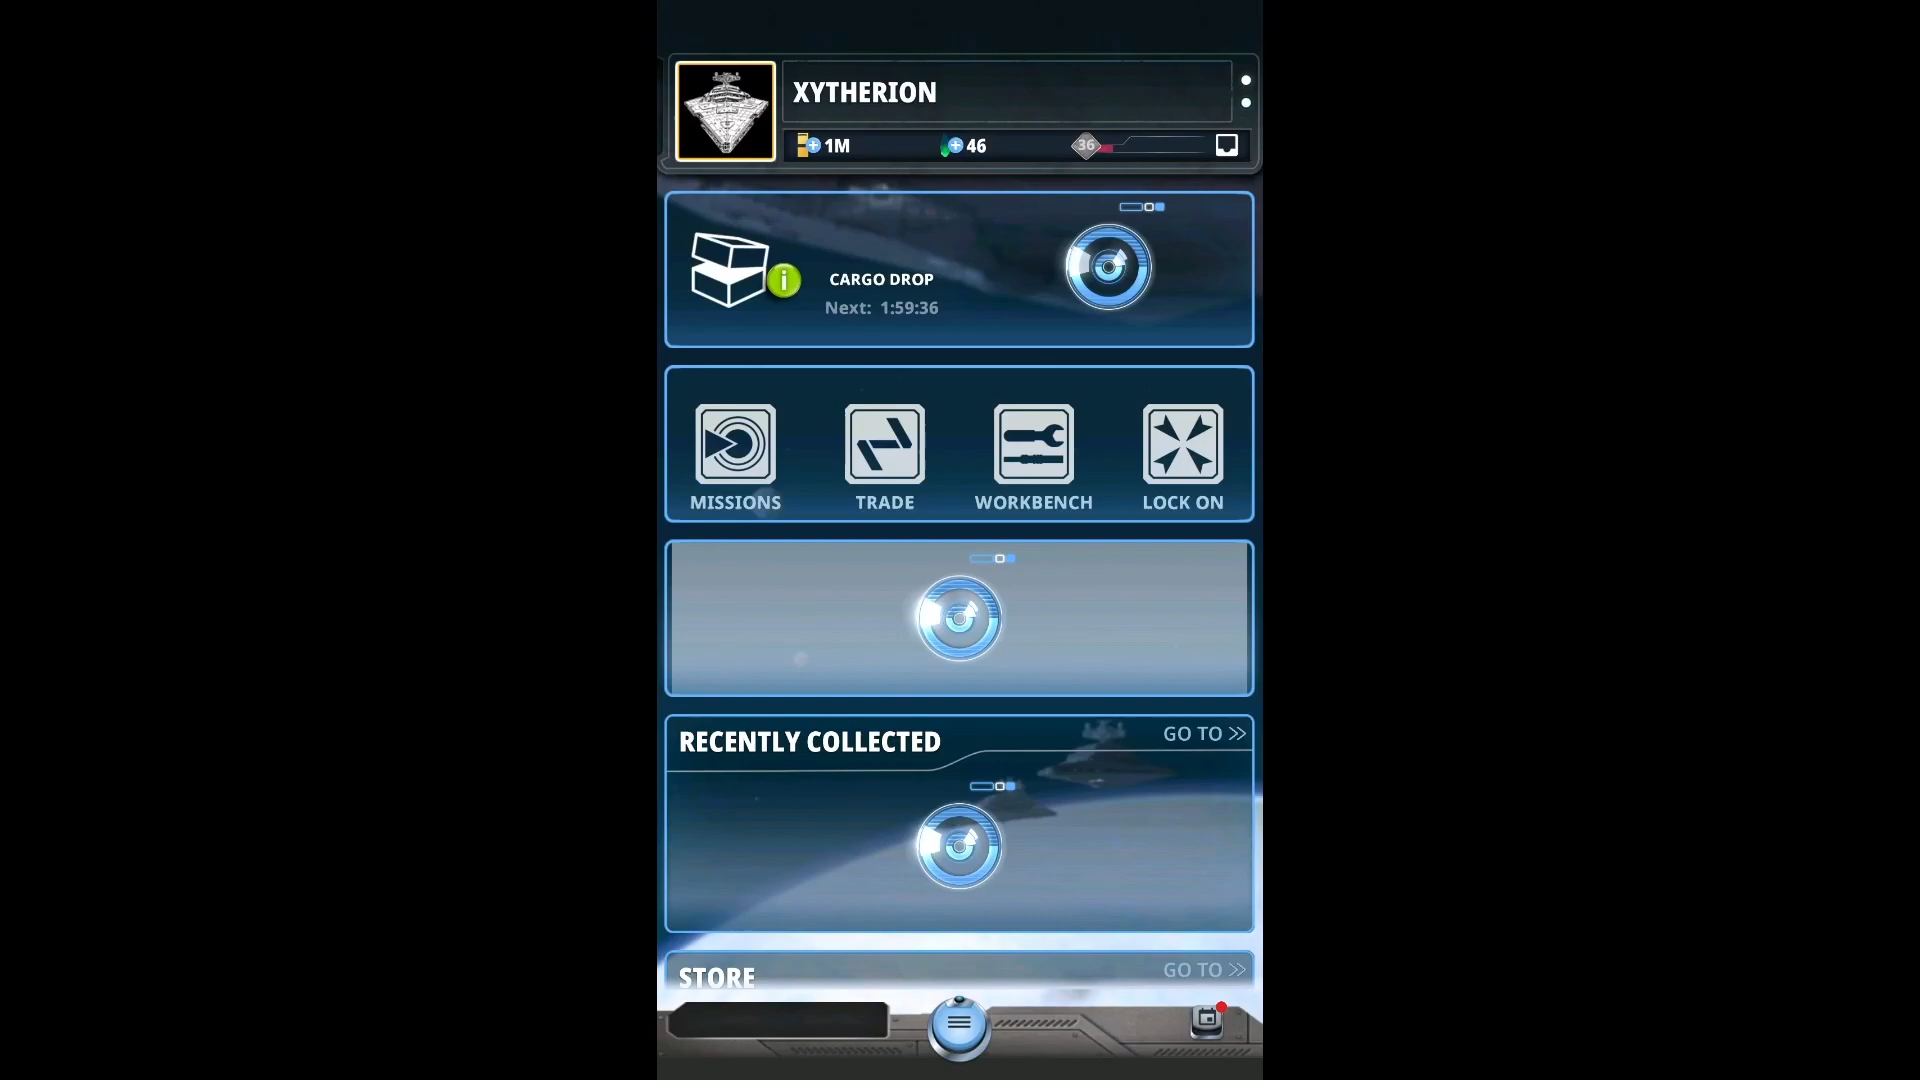 XYTHERION
1M
46
36
CARGO DROP
Next: 1:59:36
MISSIONS
TRADE
WORKBENCH
LOCK ON
RECENTLY COLLECTED
GO TO >>
STORE
GO TO >>